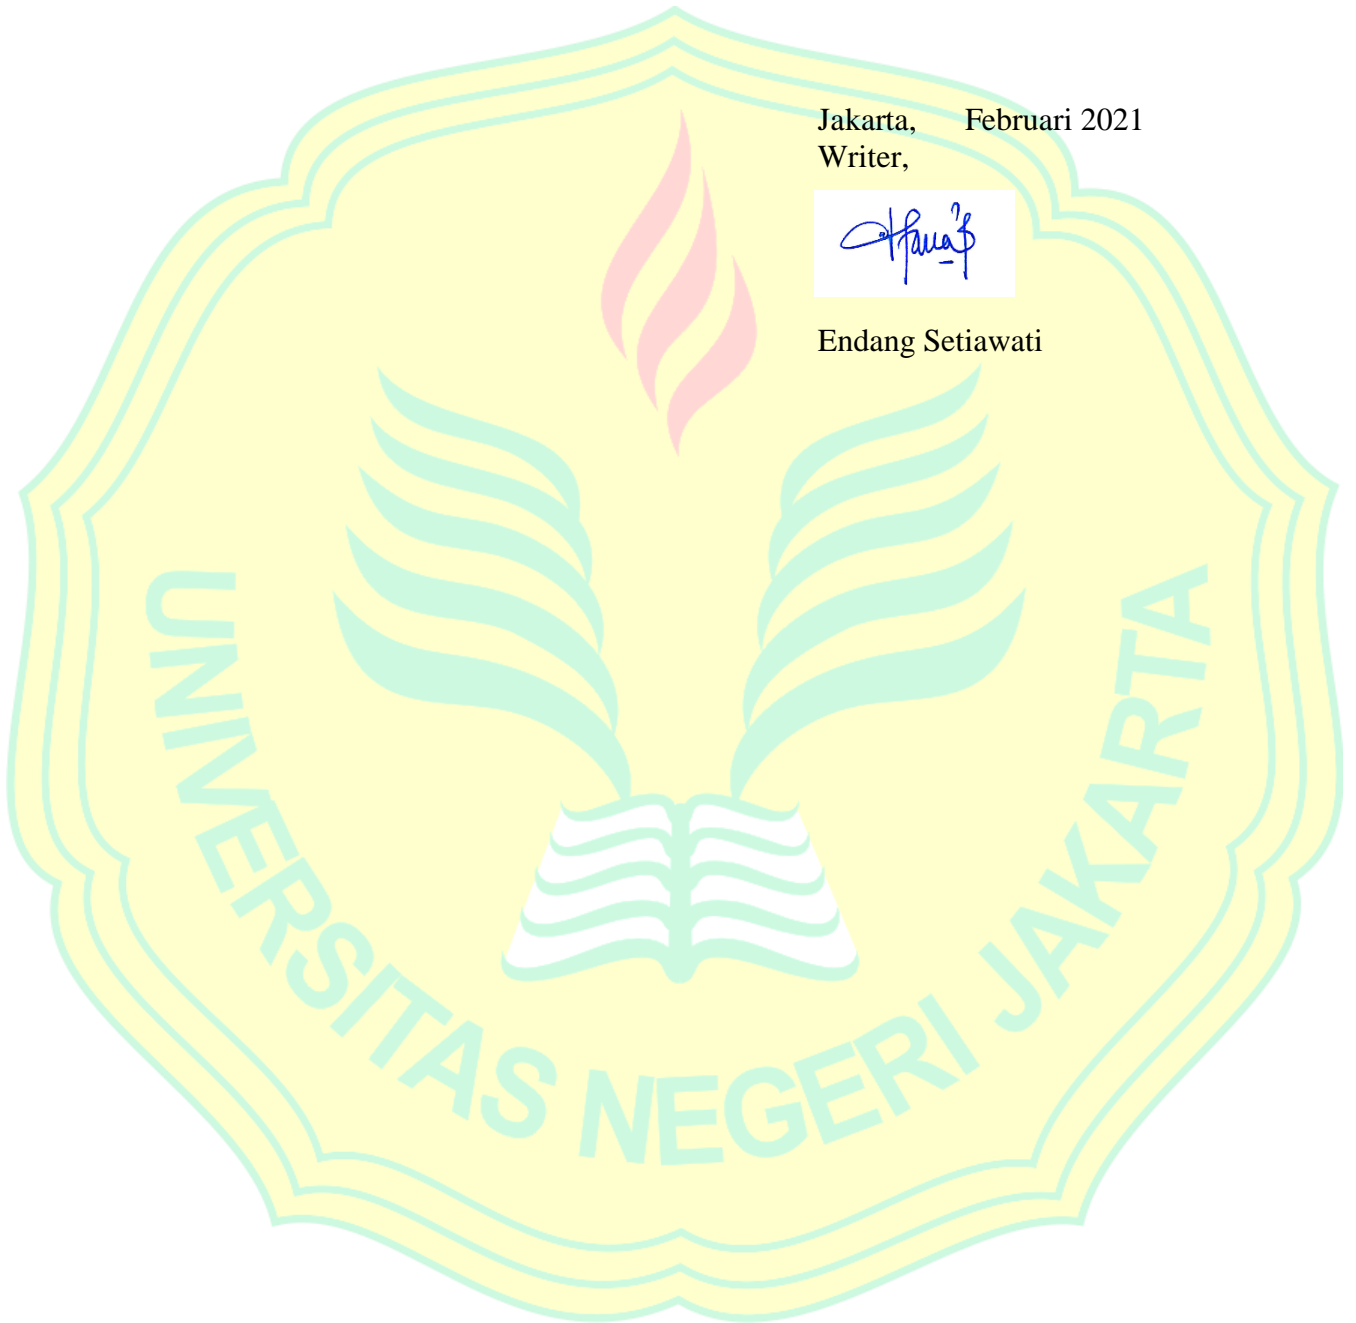 Jakarta, Februari 2021
Writer,
Endang Setiawati
UNIVERSITAS NEGERI JAKARTA